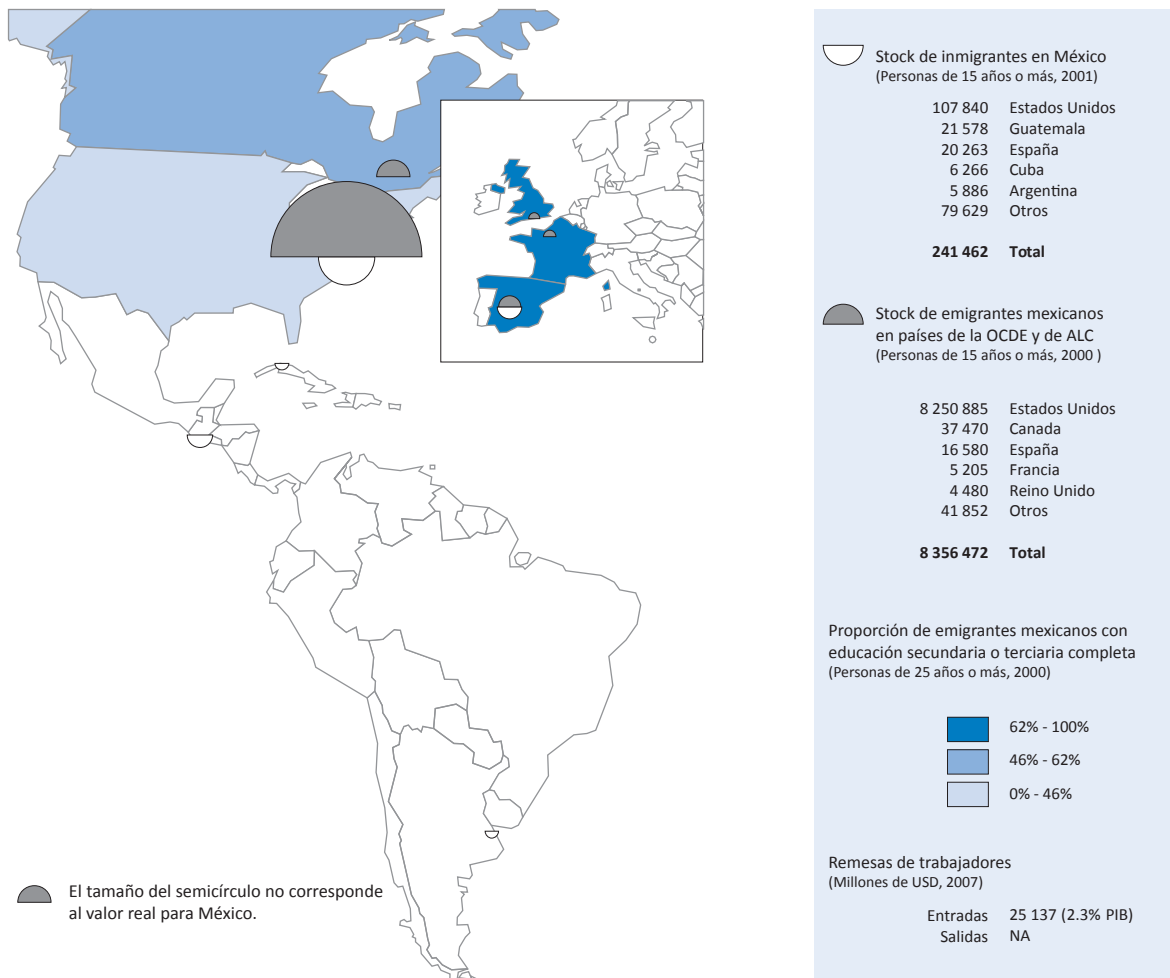 Stock de inmigrantes en México
(Personas de 15 años o más, 2001)
107 840 Estados Unidos
21 578 Guatemala
20 263 España
6 266 Cuba
5 886 Argentina
79 629 Otros
241 462 Total
Stock de emigrantes mexicanos
en países de la OCDE y de ALC
(Personas de 15 años o más, 2000 )
8 250 885 Estados Unidos
37 470 Canada
16 580 España
5 205 Francia
4 480 Reino Unido
41 852 Otros
8 356 472 Total
Proporción de emigrantes mexicanos con
educación secundaria o terciaria completa
(Personas de 25 años o más, 2000)
62% - 100%
46% - 62%
0% - 46%
Remesas de trabajadores
(Millones de USD, 2007)
Entradas 25 137 (2.3% PIB)
Salidas NA
El tamaño del semicírculo no corresponde
al valor real para México.